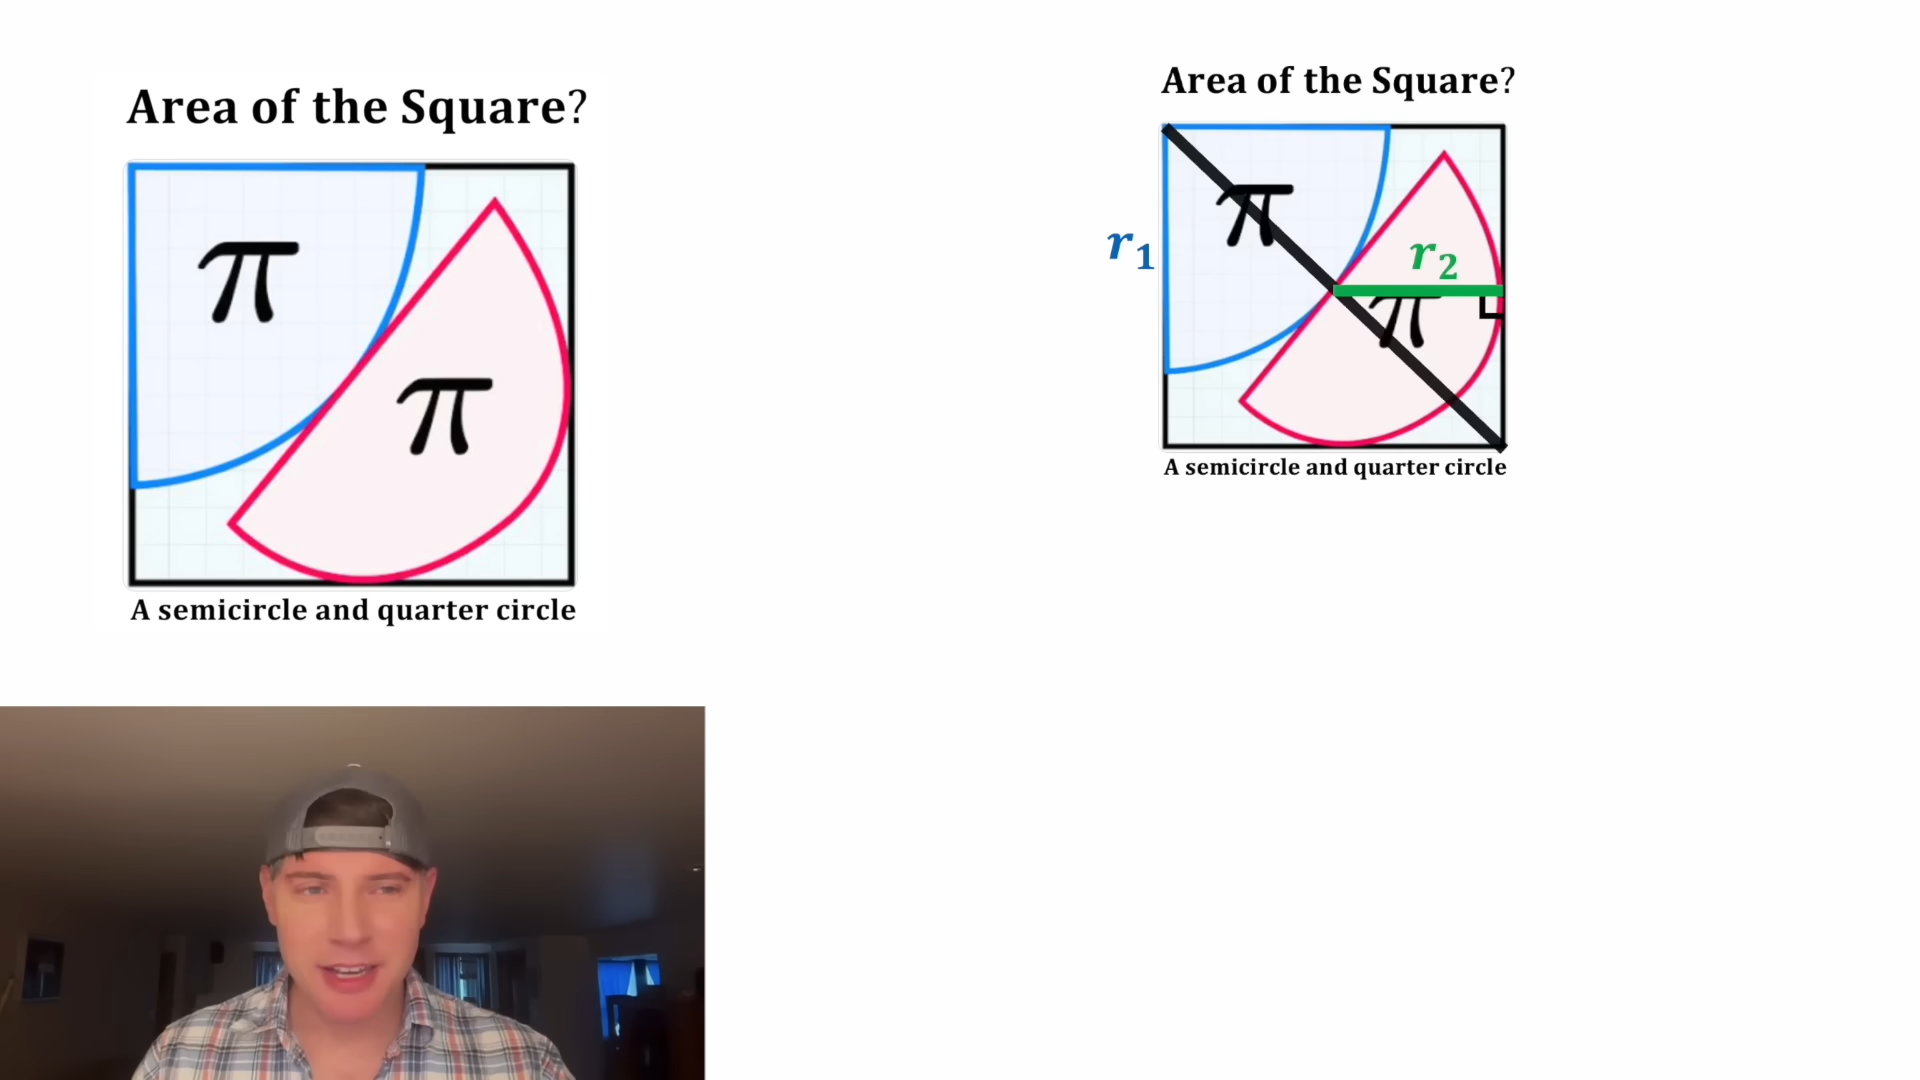 Area of the Square?
π
π
A semicircle and quarter circle
Area of the Square?
π
r₁
r₂
π
A semicircle and quarter circle